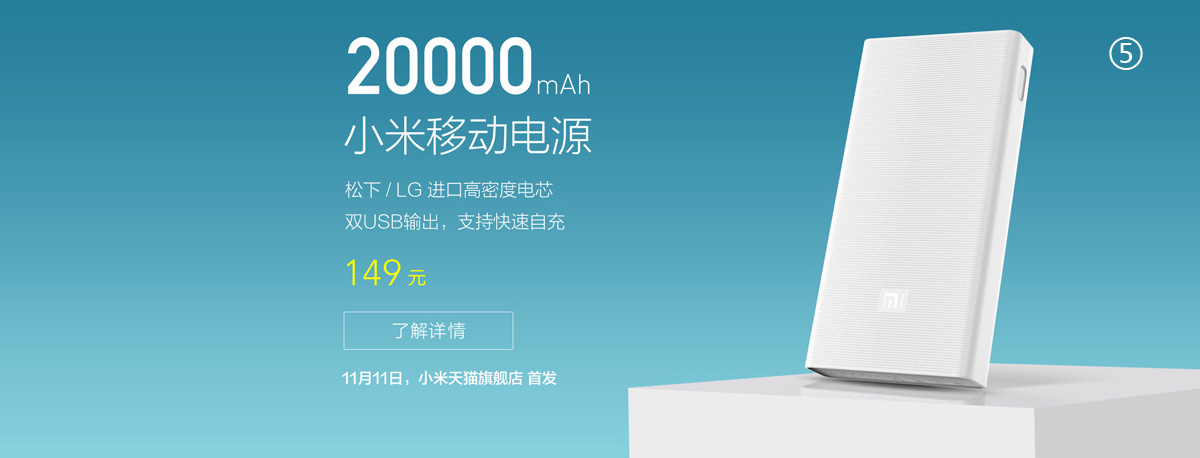 20000mAh
小米移动电源
松下 / LG 进口高密度电芯
双USB输出，支持快速自充
149 元
了解详情
11月11日，小米天猫旗舰店 首发
⑤